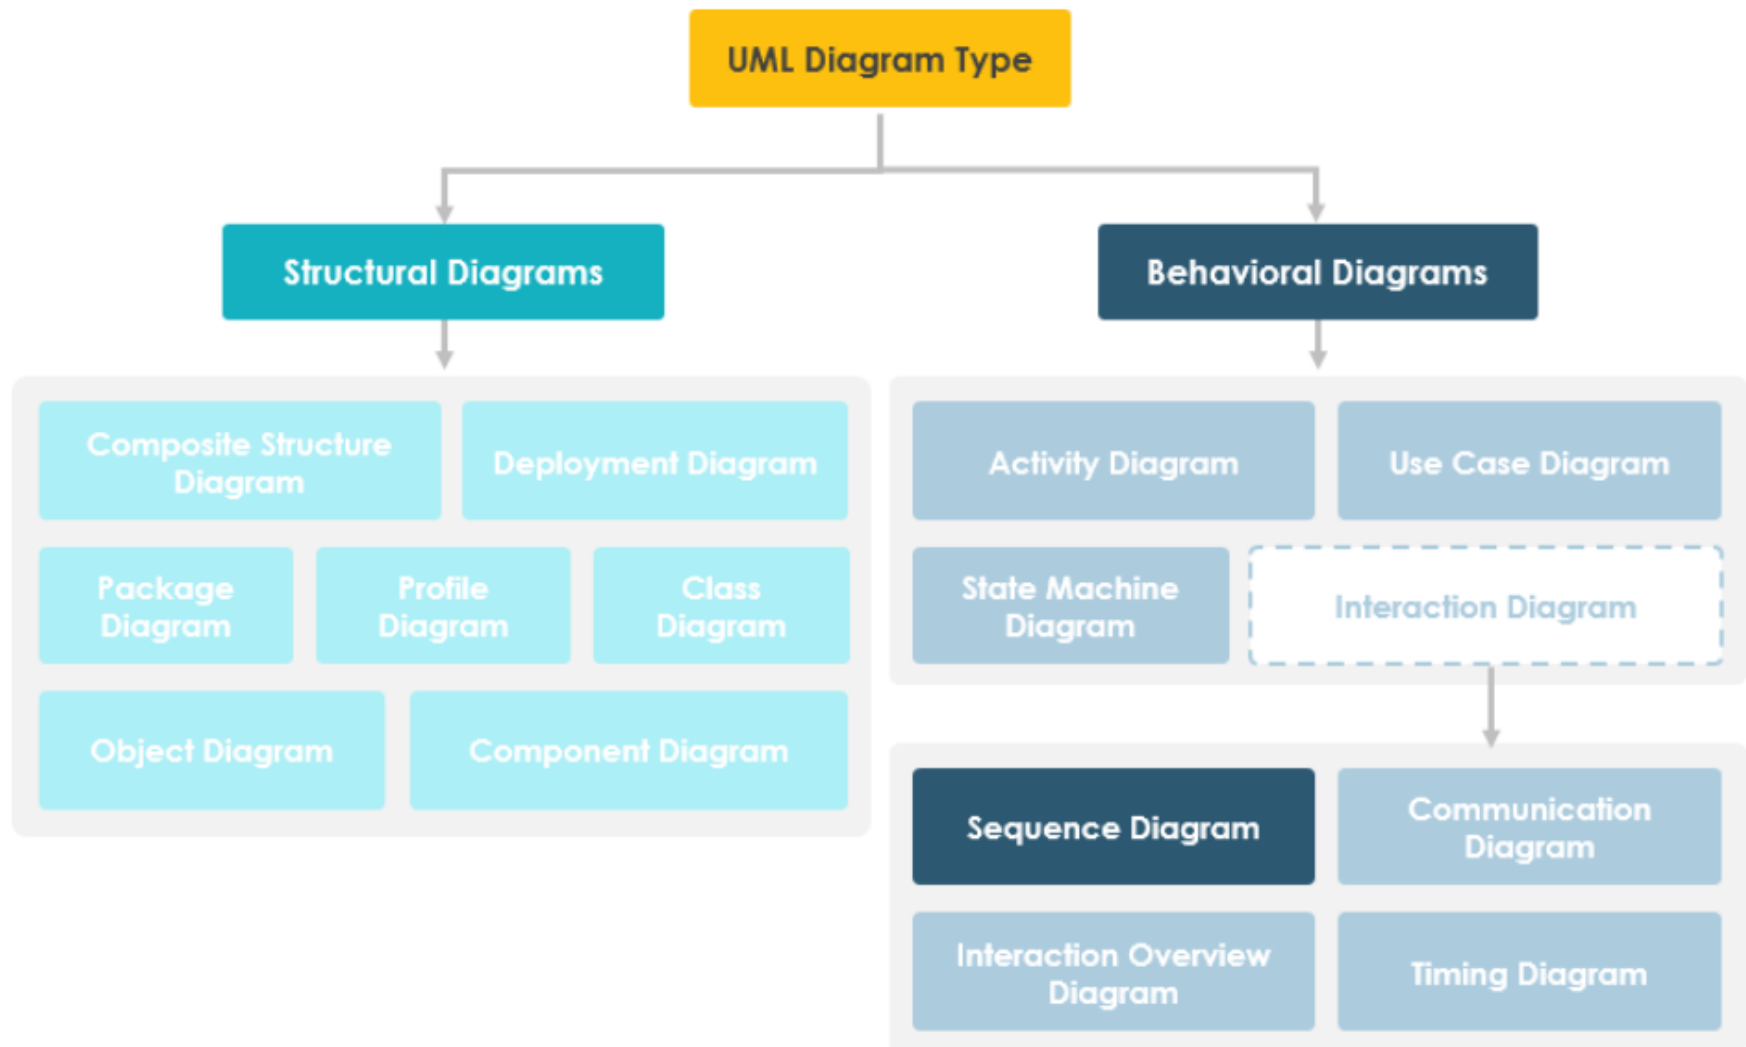 UML Diagram Type
Structural Diagrams
Behavioral Diagrams
Composite Structure
Diagram
Deployment Diagram
Package
Diagram
Profile
Diagram
Class
Diagram
Object Diagram
Component Diagram
Activity Diagram
Use Case Diagram
State Machine
Diagram
Interaction Diagram
Sequence Diagram
Communication
Diagram
Interaction Overview
Diagram
Timing Diagram